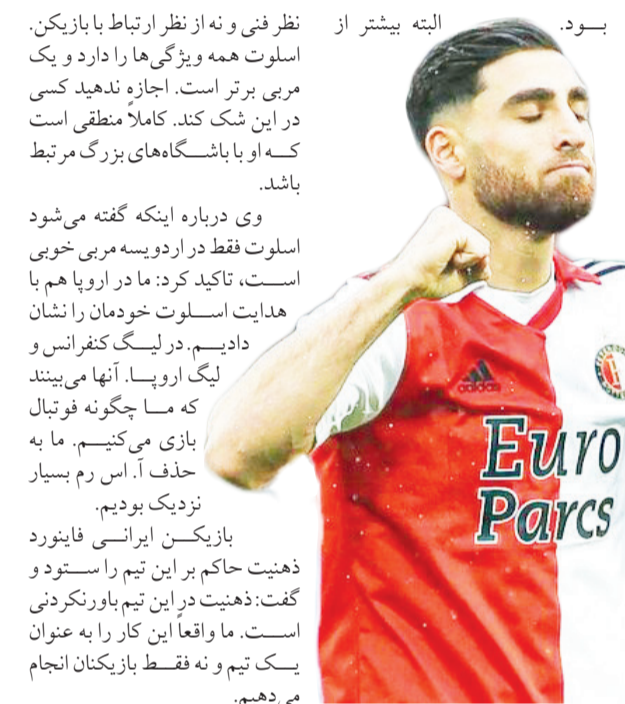 بود.
البته بیشتر از
نظر فنی و نه از نظر ارتباط با بازیکن.
اسلوت همه ویژگی‌ها را دارد و یک
مربی برتر است. اجازه ندهید کسی
در این شک کند. کاملاً منطقی است
که او با باشگاه‌های بزرگ مرتبط
باشد.
وی درباره اینکه گفته می‌شود
اسلوت فقط در اردویسه مربی خوبی
است، تاکید کرد: ما در اروپا هم با
هدایت اسلوت خودمان را نشان
دادیم. در لیگ کنفرانس و
لیگ اروپا. آنها می‌بینند
که ما چگونه فوتبال
بازی می‌کنیم. ما به
حذف آ. اس رم بسیار
نزدیک بودیم.
بازیکن ایرانی فاینورد
ذهنیت حاکم بر این تیم را ستود و
گفت: ذهنیت در این تیم باورنکردنی
است. ما واقعاً این کار را به عنوان
یک تیم و نه فقط بازیکنان انجام
می‌دهیم.
adidas
Euro
Parcs